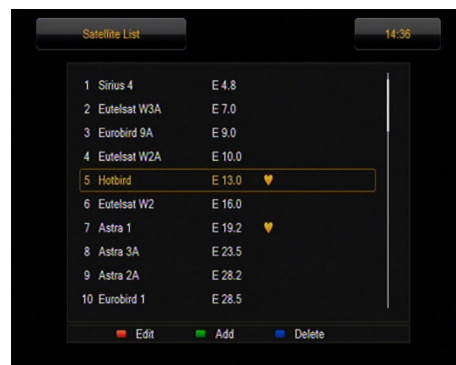 Satellite List 14:36
1 Sirius 4 E 4.8
2 Eutelsat W3A E 7.0
3 Eurobird 9A E 9.0
4 Eutelsat W2A E 10.0
5 Hotbird E 13.0
6 Eutelsat W2 E 16.0
7 Astra 1 E 19.2
8 Astra 3A E 23.5
9 Astra 2A E 28.2
10 Eurobird 1 E 28.5
Edit Add Delete